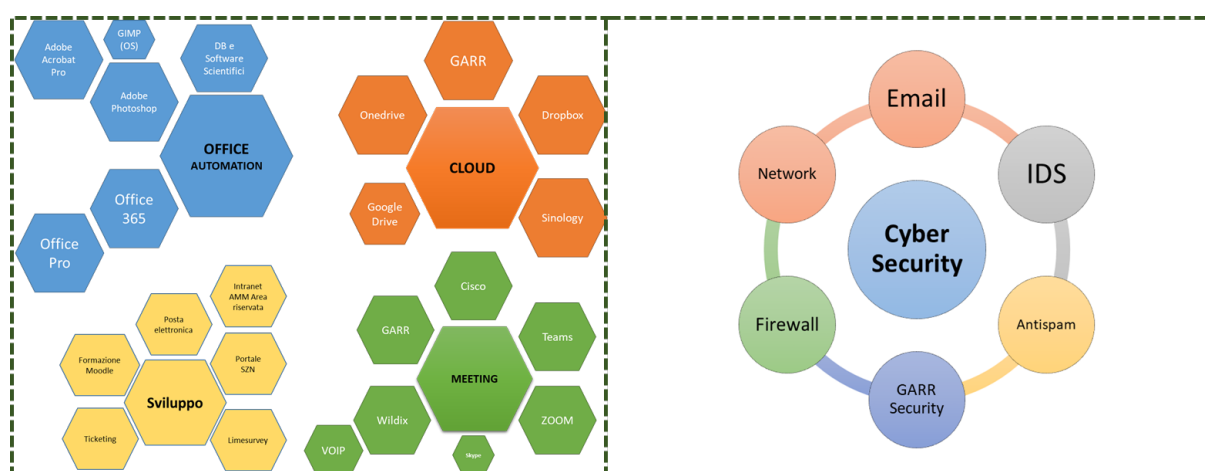 Adobe
Acrobat
Pro
GIMP
(OS)
DB e
Software
Scientifici
Adobe
Photoshop
OFFICE
AUTOMATION
Office
365
Office
Pro
GARR
Onedrive
Dropbox
CLOUD
Google
Drive
Sinology
Intranet
AMM Area
riservata
Posta
elettronica
Formazione
Moodle
Portale
SZN
Sviluppo
Ticketing
Limesurvey
Cisco
GARR
Teams
MEETING
Wildix
ZOOM
VOIP
Skype
Email
Network
IDS
Cyber
Security
Firewall
Antispam
GARR
Security